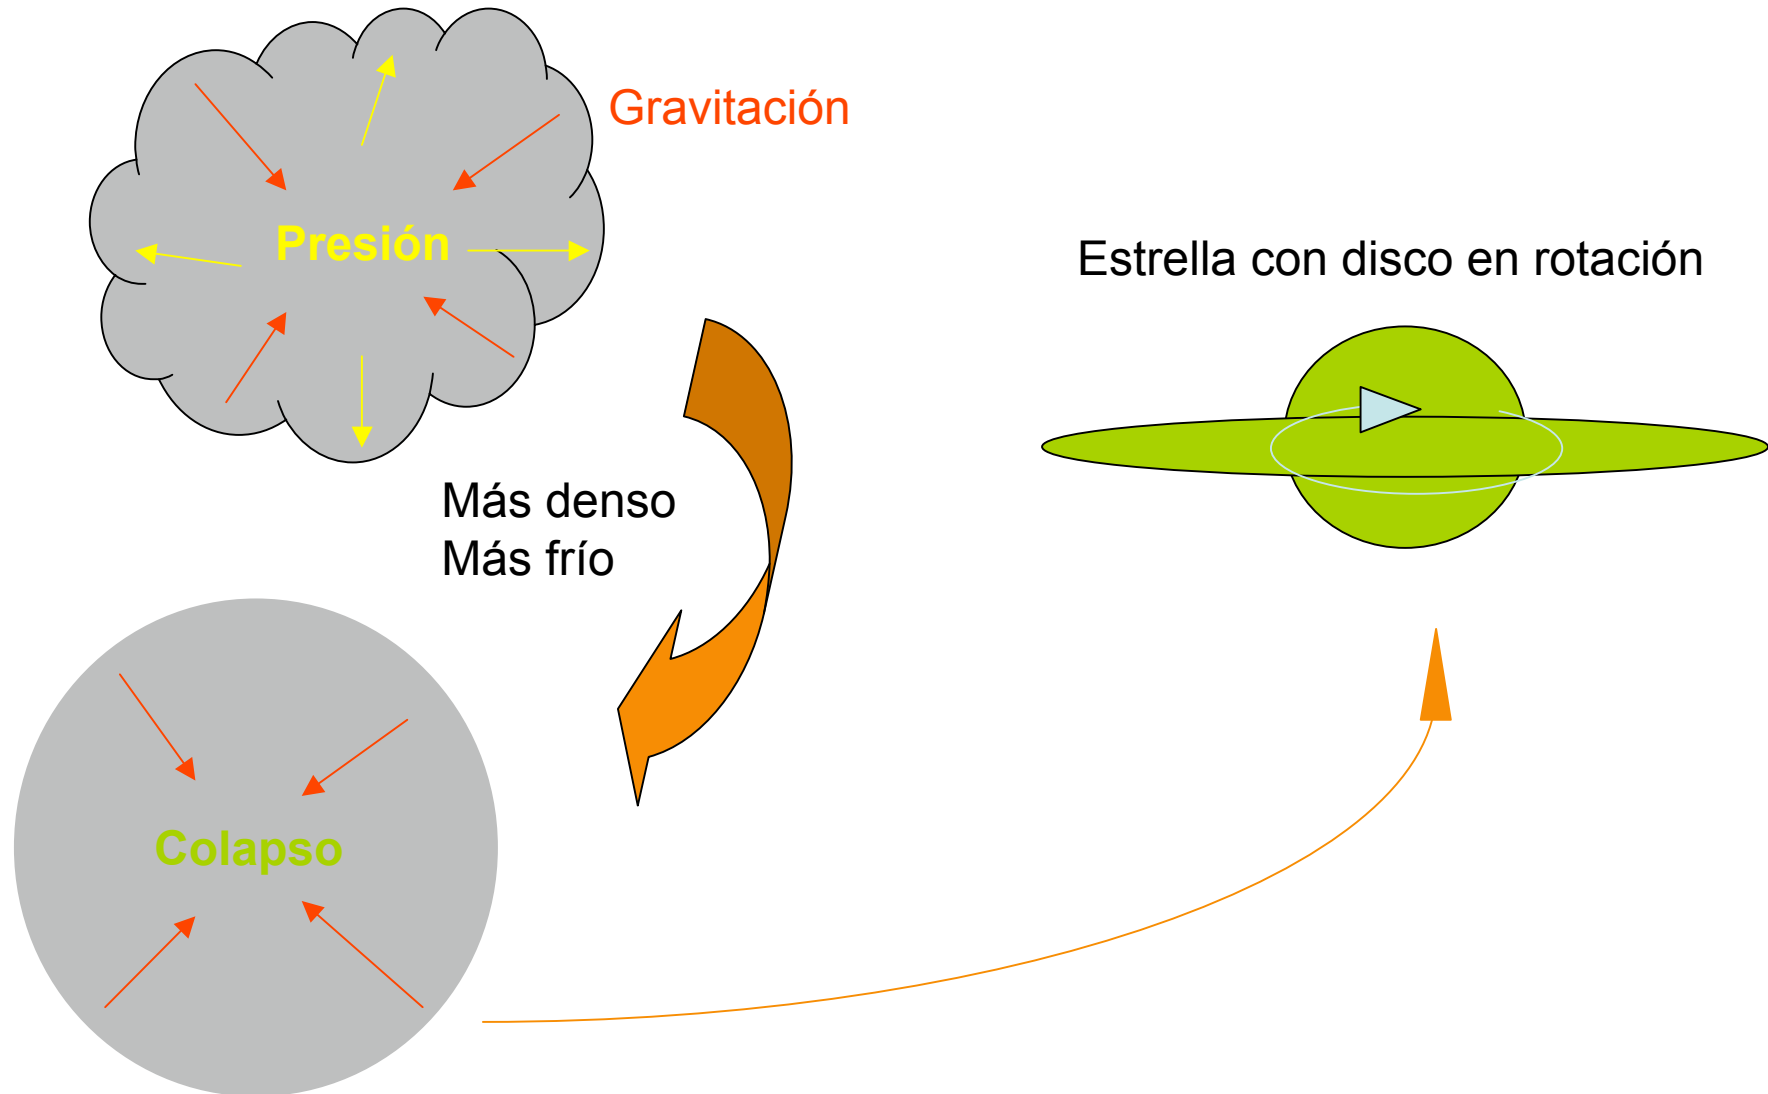 Gravitación
Presión
Estrella con disco en rotación
Más denso
Más frío
Colapso